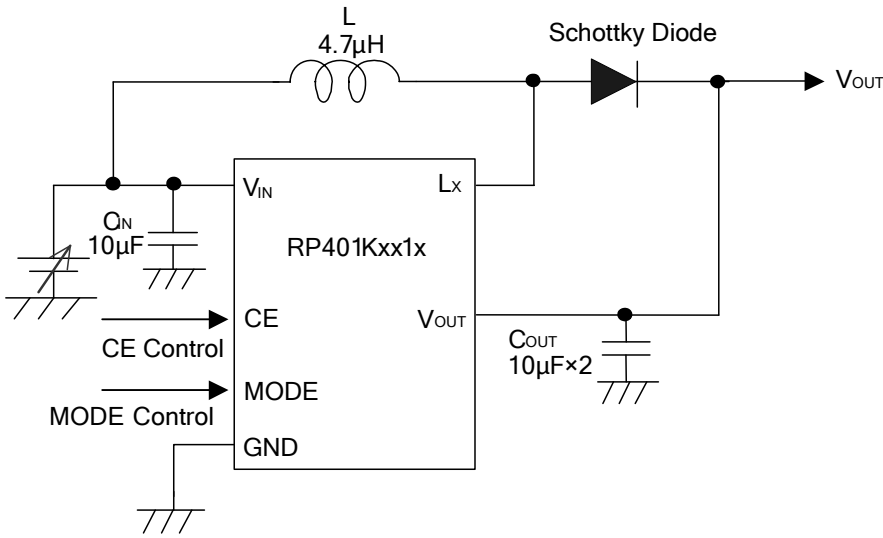 L
4.7μH
Schottky Diode
VOUT
VIN
LX
CIN
10μF
RP401Kxx1x
CE
VOUT
CE Control
COUT
10μF×2
MODE
MODE Control
GND